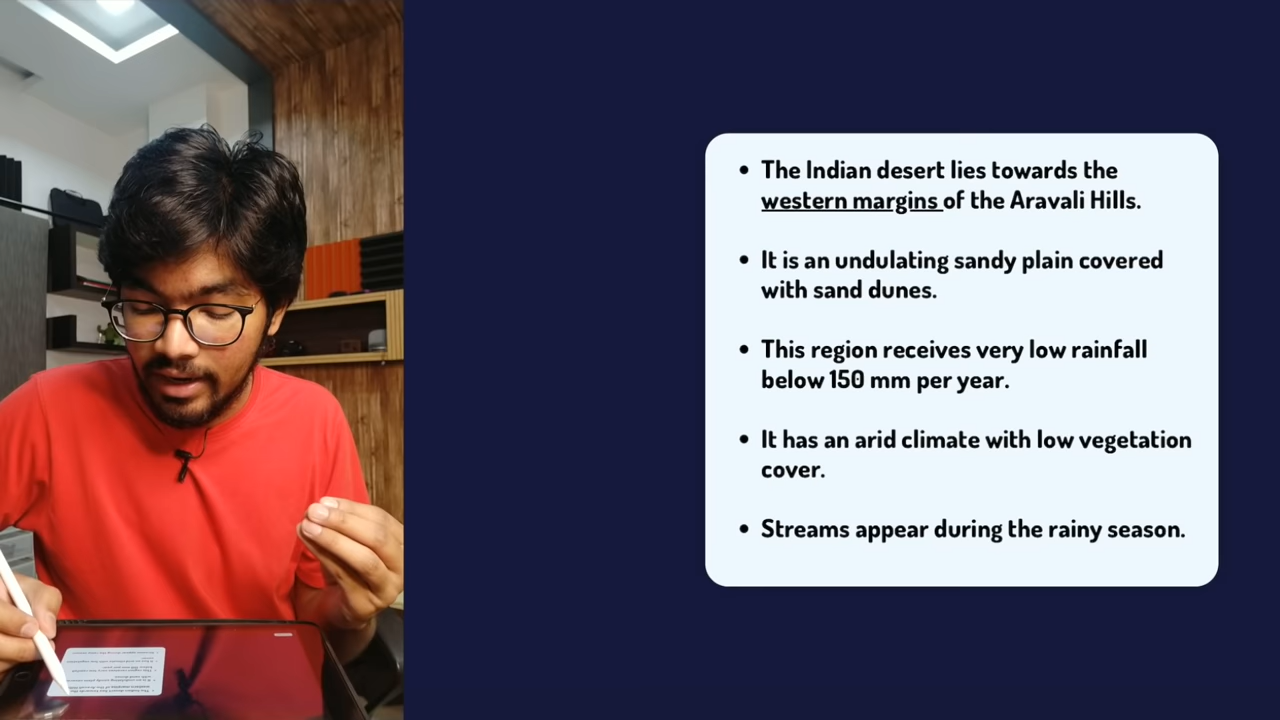 • The Indian desert lies towards the
western margins of the Aravali Hills.
• It is an undulating sandy plain covered
with sand dunes.
• This region receives very low rainfall
below 150 mm per year.
• It has an arid climate with low vegetation
cover.
• Streams appear during the rainy season.